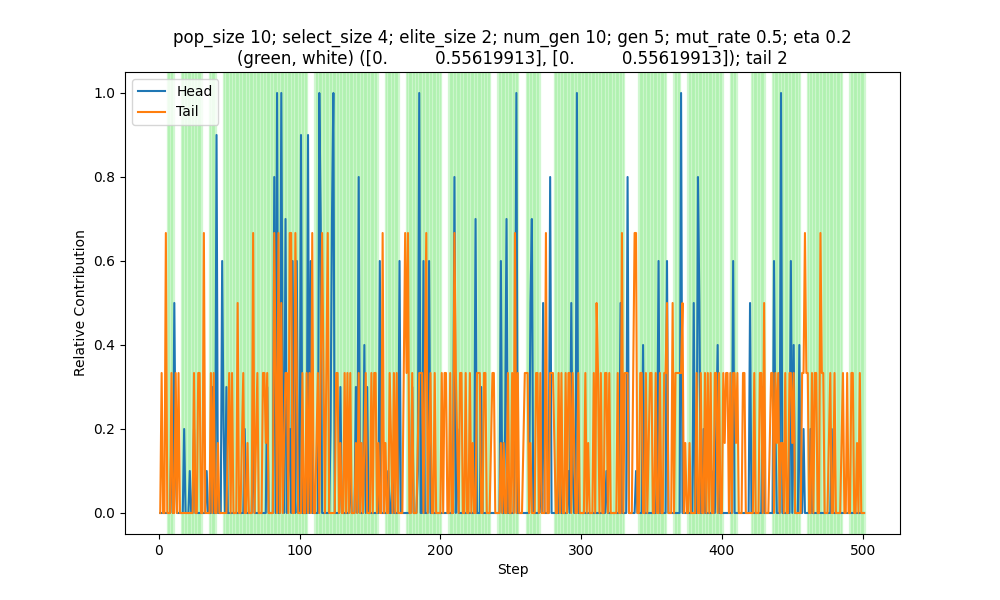 pop_size 10; select_size 4; elite_size 2; num_gen 10; gen 5; mut_rate 0.5; eta 0.2
(green, white) ([0.          0.55619913], [0.          0.55619913]); tail 2
Head
Tail
1.0
0.8
0.6
0.4
0.2
0.0
Relative Contribution
0
100
200
300
400
500
Step